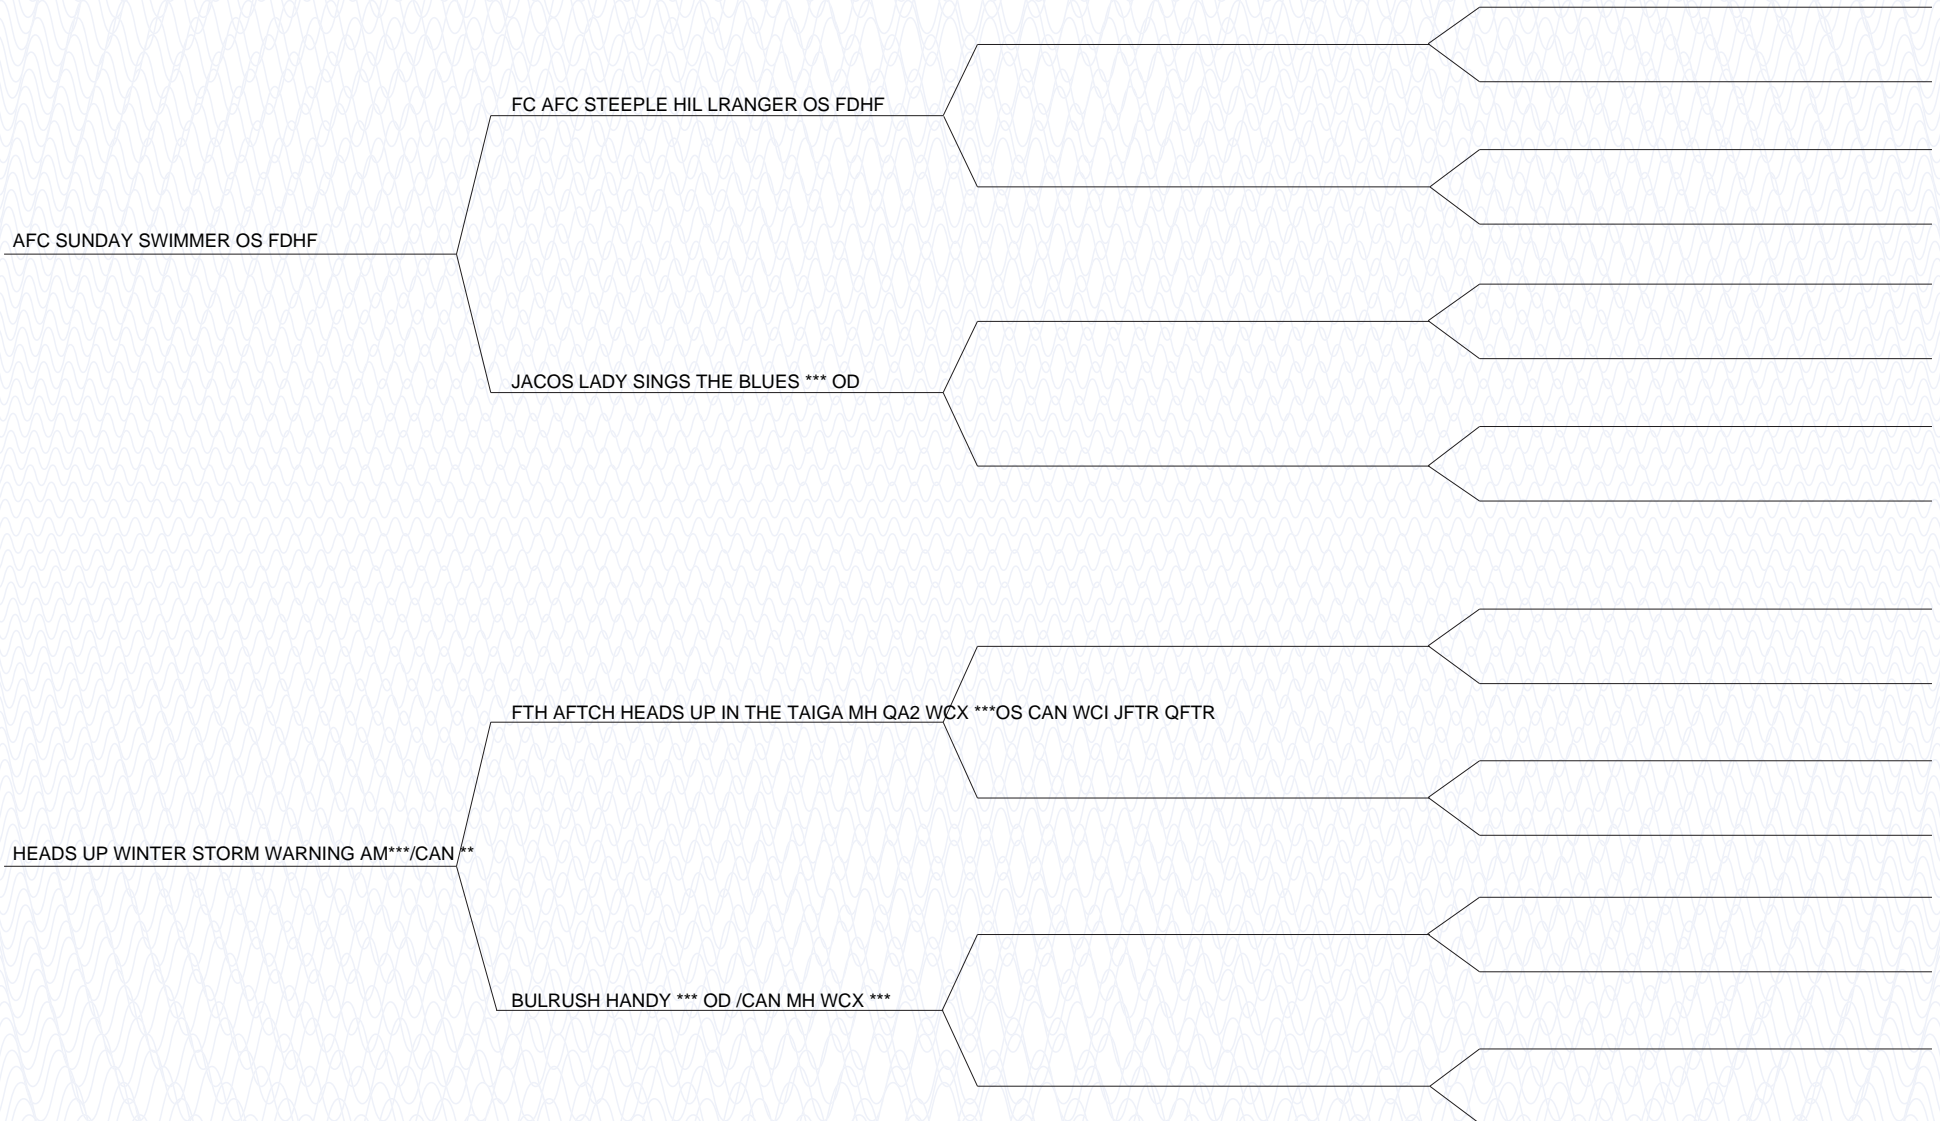 FC AFC STEEPLE HIL LRANGER OS FDHF
AFC SUNDAY SWIMMER OS FDHF
JACOS LADY SINGS THE BLUES *** OD
FTH AFTCH HEADS UP IN THE TAIGA MH QA2 WCX ***OS CAN WCI JFTR QFTR
HEADS UP WINTER STORM WARNING AM***/CAN **
BULRUSH HANDY *** OD /CAN MH WCX ***